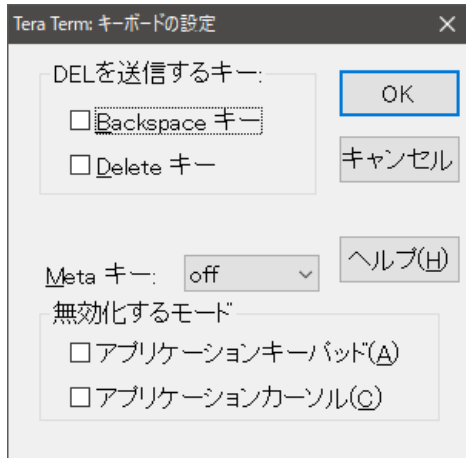 Tera Term: キーボードの設定
DELを送信するキー:
Backspace キー
Delete キー
OK
キャンセル
Meta キー: off
ヘルプ(H)
無効化するモード
アプリケーションキーパッド(A)
アプリケーションカーソル(C)